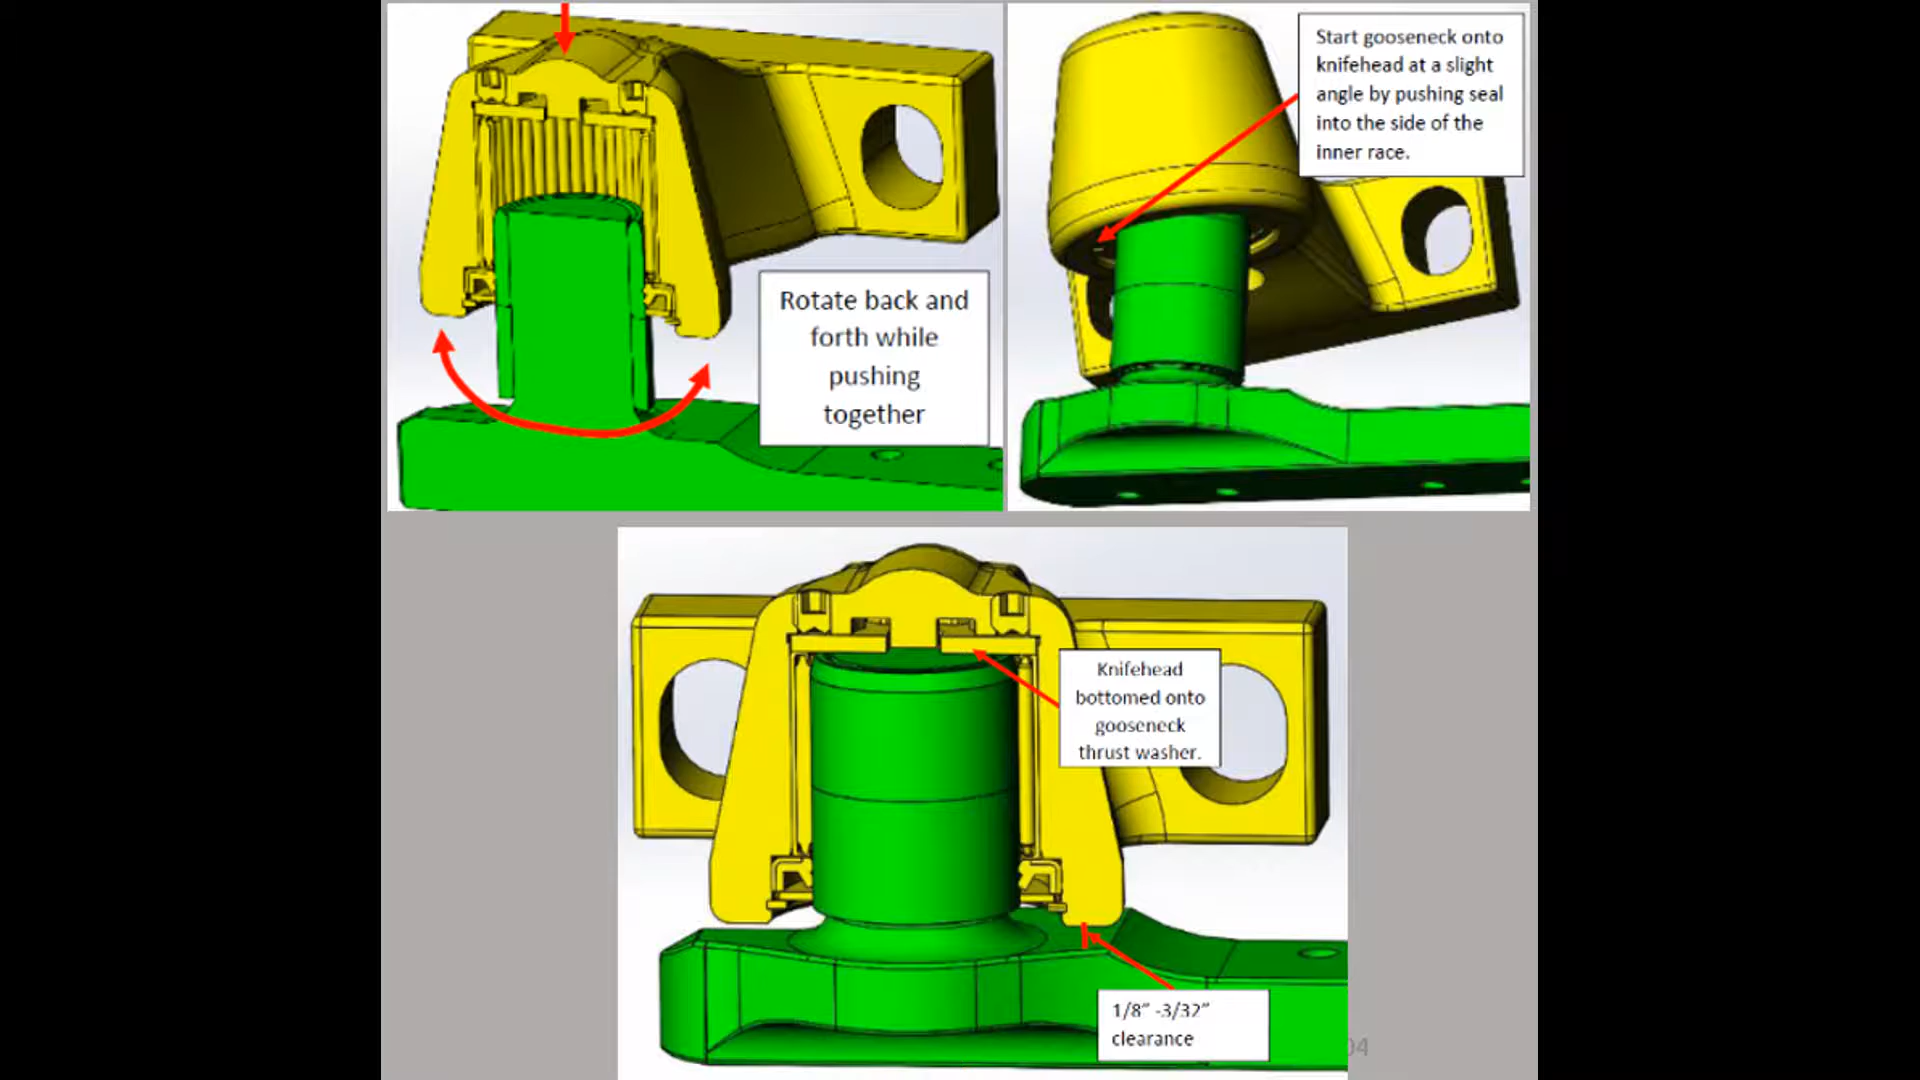 Rotate back and
forth while
pushing
together
Start gooseneck onto
knifehead at a slight
angle by pushing seal
into the side of the
inner race.
Knifehead
bottomed onto
gooseneck
thrust washer.
1/8” -3/32”
clearance